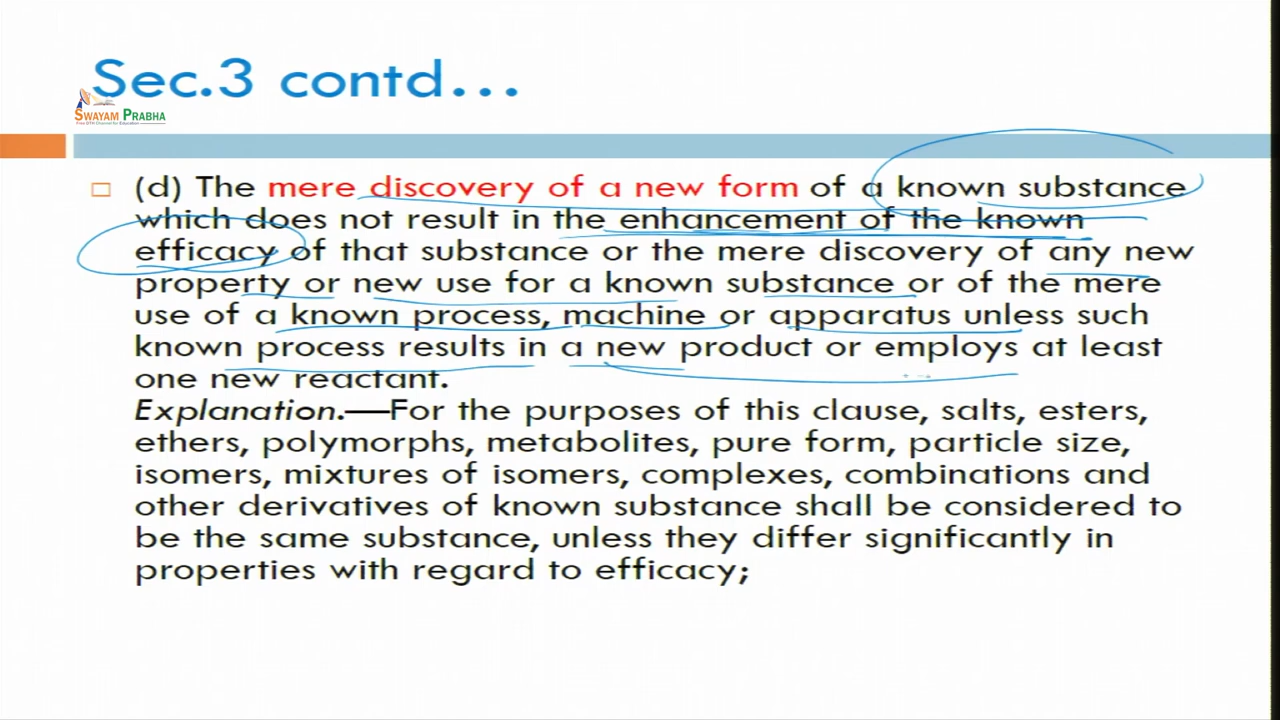 Sec.3 contd...
SWAYAM PRABHA
Free DTH Channel for Education
(d) The mere discovery of a new form of a known substance
which does not result in the enhancement of the known
efficacy of that substance or the mere discovery of any new
property or new use for a known substance or of the mere
use of a known process, machine or apparatus unless such
known process results in a new product or employs at least
one new reactant.
Explanation.—For the purposes of this clause, salts, esters,
ethers, polymorphs, metabolites, pure form, particle size,
isomers, mixtures of isomers, complexes, combinations and
other derivatives of known substance shall be considered to
be the same substance, unless they differ significantly in
properties with regard to efficacy;